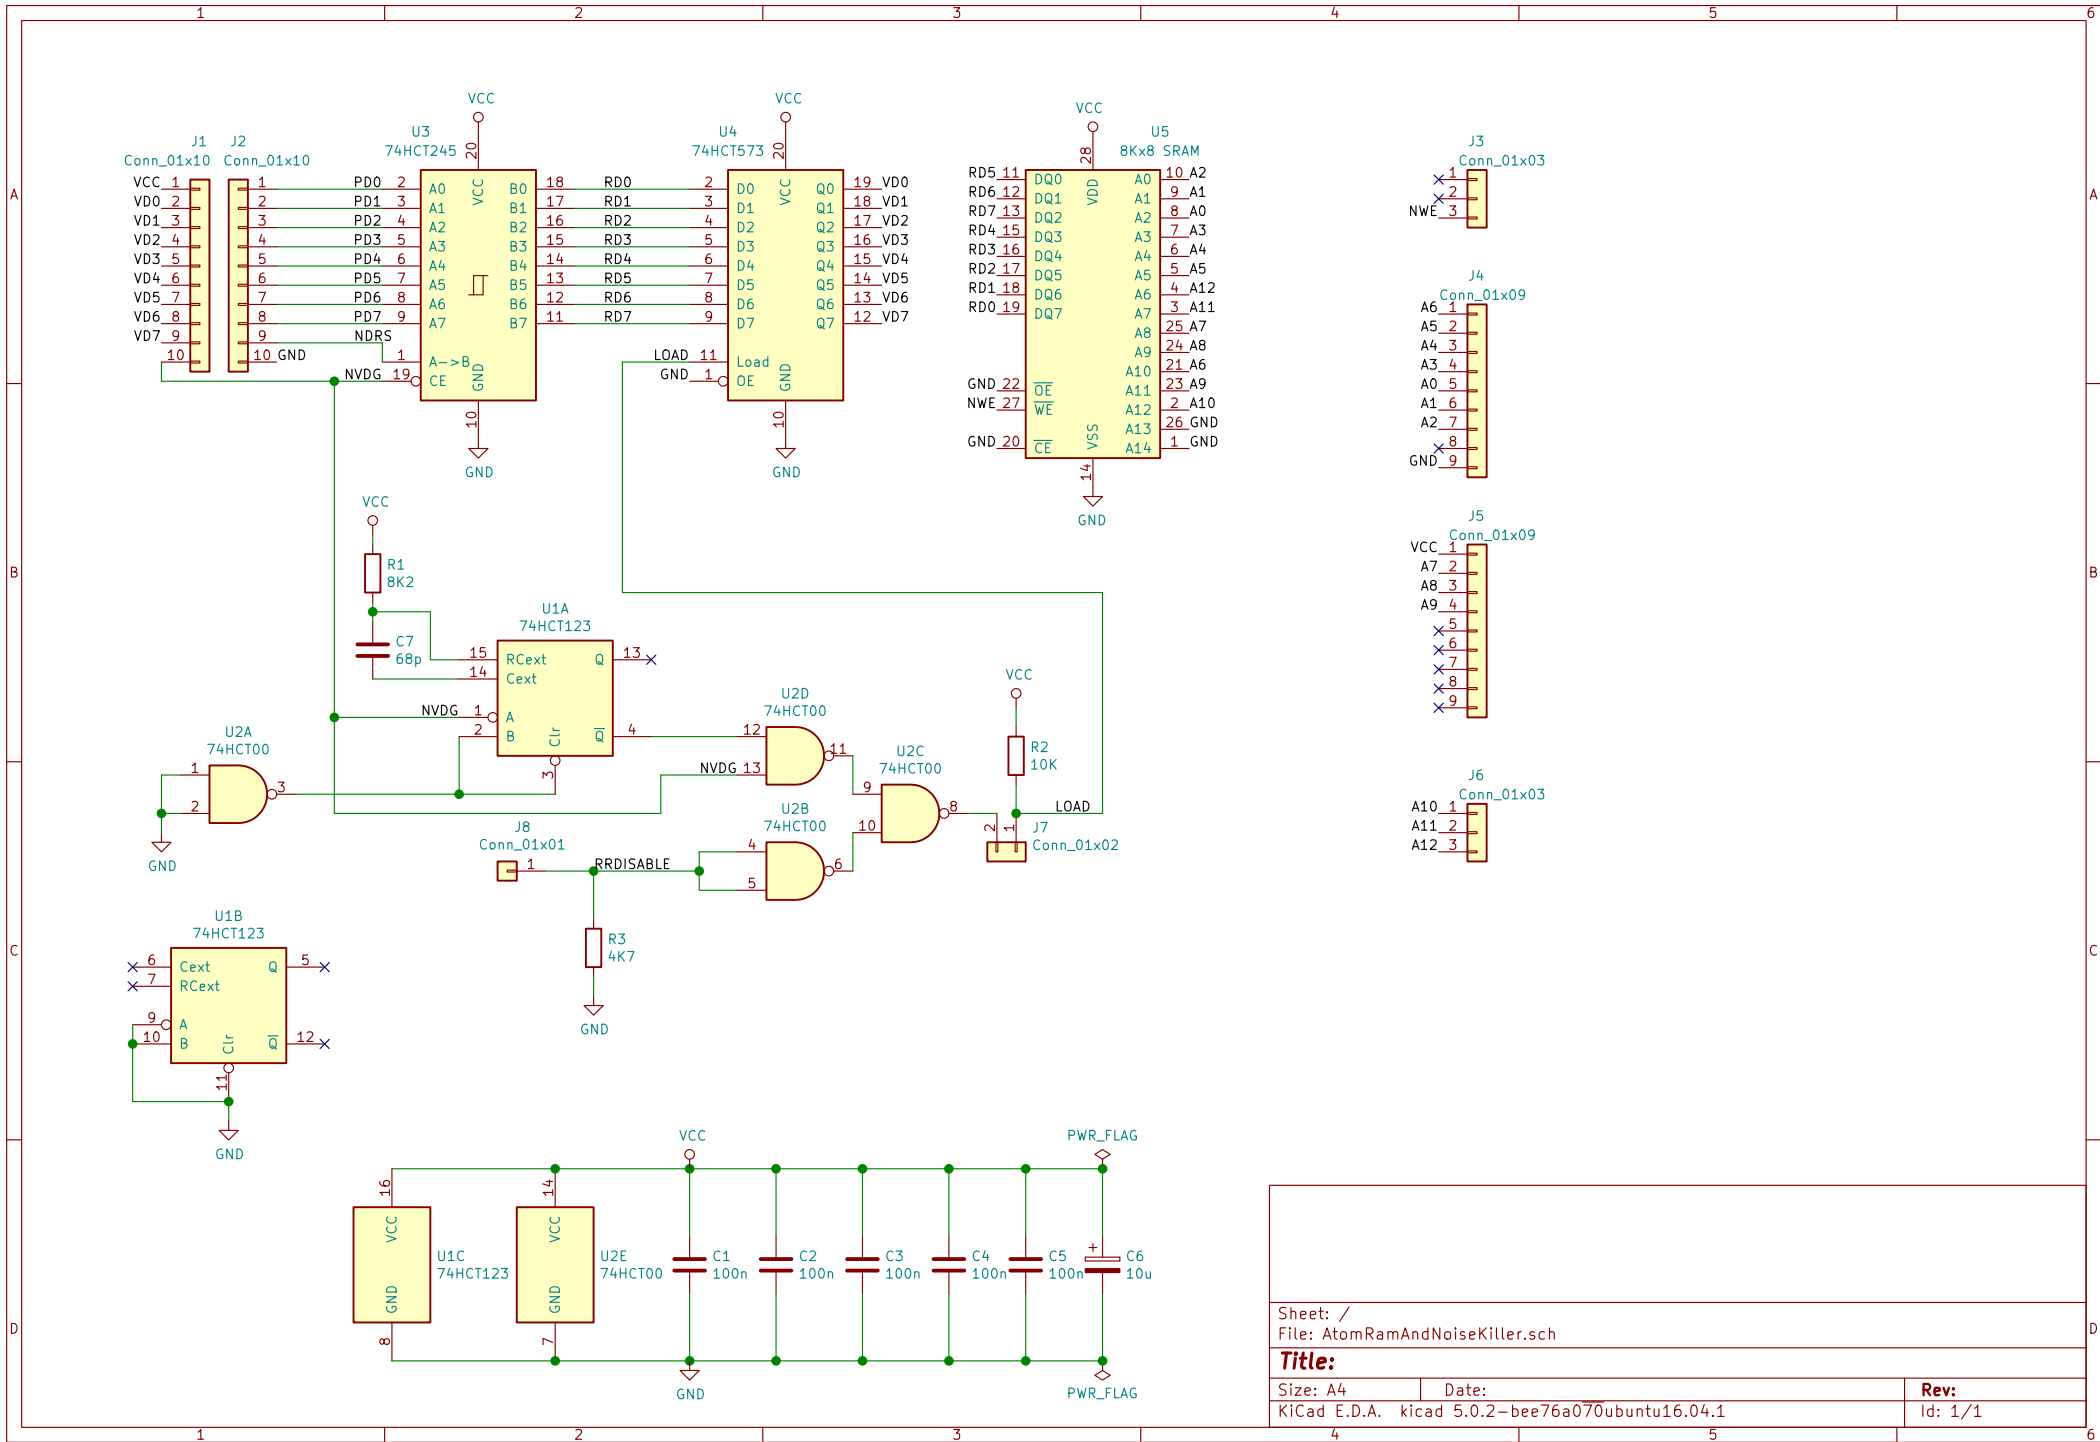 1 2 3 4 5 6
A
B
C
D
A
B
C
D
1 2 3 4 5 6
J1
Conn_01x10
VCC 1
VD0 2
VD1 3
VD2 4
VD3 5
VD4 6
VD5 7
VD6 8
VD7 9
10
J2
Conn_01x10
1 PD0 2
2 PD1 3
3 PD2 4
4 PD3 5
5 PD4 6
6 PD5 7
7 PD6 8
8 PD7 9
9 NDRS 1
10 GND
NVDG 19
VCC
U3
74HCT245
20
VCC
A0 B0 18 RD0 2
A1 B1 17 RD1 3
A2 B2 16 RD2 4
A3 B3 15 RD3 5
A4 B4 14 RD4 6
A5 B5 13 RD5 7
A6 B6 12 RD6 8
A7 B7 11 RD7 9
A->B
CE
GND
10
GND
VCC
U4
74HCT573
20
VCC
D0 Q0 19 VD0
D1 Q1 18 VD1
D2 Q2 17 VD2
D3 Q3 16 VD3
D4 Q4 15 VD4
D5 Q5 14 VD5
D6 Q6 13 VD6
D7 Q7 12 VD7
LOAD 11 Load
GND 1 OE
GND
10
GND
VCC
U5
8Kx8 SRAM
28
VDD
RD5 11 DQ0 A0 10 A2
RD6 12 DQ1 A1 9 A1
RD7 13 DQ2 A2 8 A0
RD4 15 DQ3 A3 7 A3
RD3 16 DQ4 A4 6 A4
RD2 17 DQ5 A5 5 A5
RD1 18 DQ6 A6 4 A12
RD0 19 DQ7 A7 3 A11
A8 25 A7
A9 24 A8
A10 21 A6
GND 22 OE A11 23 A9
NWE 27 WE A12 2 A10
A13 26 GND
GND 20 CE A14 1 GND
VSS
14
GND
J3
Conn_01x03
1
2
NWE 3
J4
Conn_01x09
A6 1
A5 2
A4 3
A3 4
A0 5
A1 6
A2 7
8
GND 9
J5
Conn_01x09
VCC 1
A7 2
A8 3
A9 4
5
6
7
8
9
J6
Conn_01x03
A10 1
A11 2
A12 3
VCC
R1
8K2
C7
68p
U1A
74HCT123
15 RCext Q 13
14 Cext
NVDG 1 A
2 B Q 4
Clr
3
U2A
74HCT00
1
2
3
GND
U2D
74HCT00
12
NVDG 13
11
U2B
74HCT00
4
5
6
U2C
74HCT00
9
10
8
VCC
R2
10K
LOAD
2 1
J7
Conn_01x02
J8
Conn_01x01
1 RRDISABLE
R3
4K7
GND
U1B
74HCT123
6 Cext Q 5
7 RCext
9 A
10 B Q 12
Clr
11
GND
VCC
PWR_FLAG
16
VCC
GND
8
U1C
74HCT123
14
VCC
GND
7
U2E
74HCT00
C1
100n
C2
100n
C3
100n
C4
100n
C5
100n
+
C6
10u
GND
PWR_FLAG
Sheet: /
File: AtomRamAndNoiseKiller.sch
Title:
Size: A4 Date: Rev:
KiCad E.D.A. kicad 5.0.2-bee76a070ubuntu16.04.1 Id: 1/1